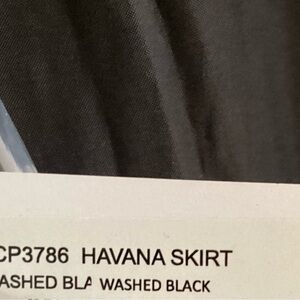 CP3786 HAVANA SKIRT
ASHED BLA WASHED BLACK